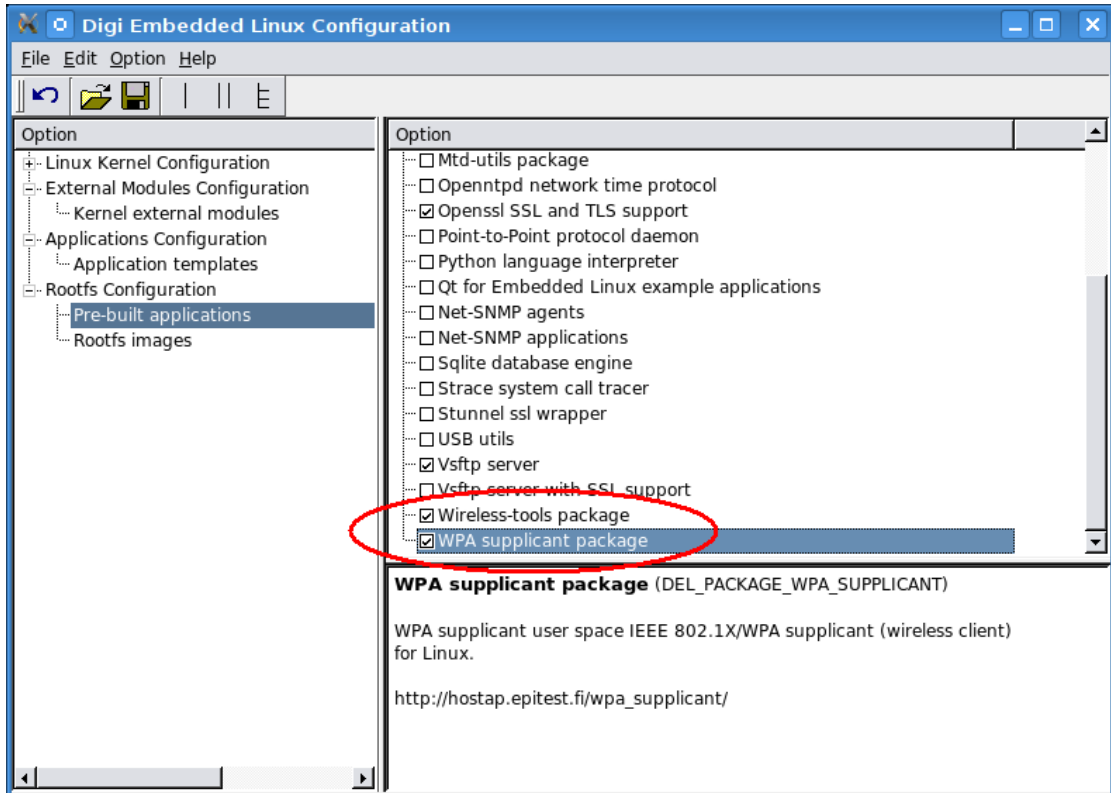 Digi Embedded Linux Configuration
File Edit Option Help
Option
Linux Kernel Configuration
External Modules Configuration
Kernel external modules
Applications Configuration
Application templates
Rootfs Configuration
Pre-built applications
Rootfs images
Option
Mtd-utils package
Openntpd network time protocol
Openssl SSL and TLS support
Point-to-Point protocol daemon
Python language interpreter
Qt for Embedded Linux example applications
Net-SNMP agents
Net-SNMP applications
Sqlite database engine
Strace system call tracer
Stunnel ssl wrapper
USB utils
Vsftp server
Vsftp server with SSL support
Wireless-tools package
WPA supplicant package
WPA supplicant package (DEL_PACKAGE_WPA_SUPPLICANT)
WPA supplicant user space IEEE 802.1X/WPA supplicant (wireless client)
for Linux.
http://hostap.epitest.fi/wpa_supplicant/